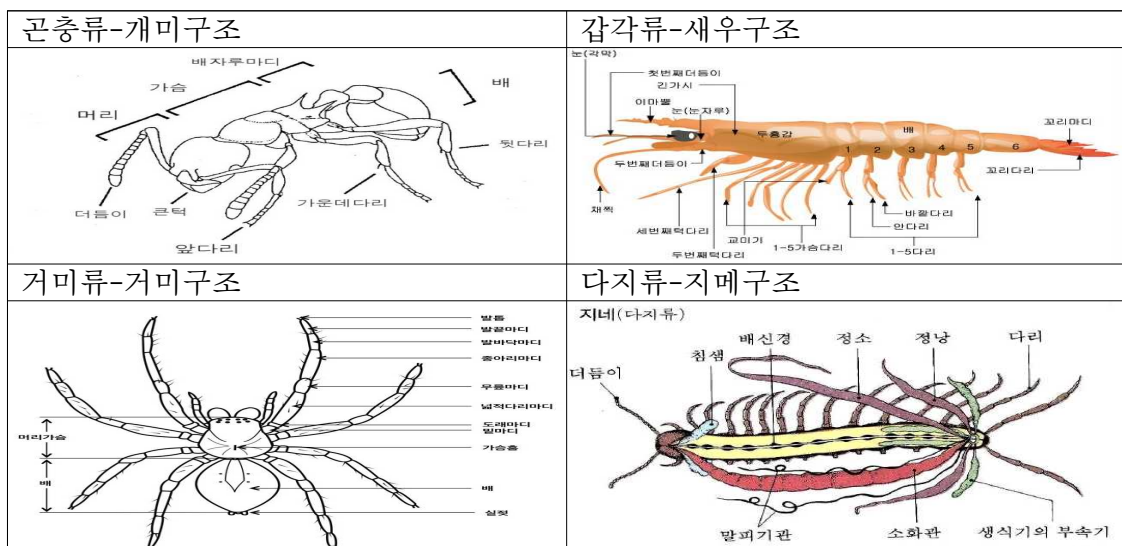 곤충류-개미구조
배자루마디
가슴
배
머리
뒷다리
더듬이
큰턱
가운데다리
앞다리
갑각류-새우구조
눈(각막)
첫번째더듬이
긴가시
이마뿔
눈(눈자루)
두흉갑
배
꼬리마디
1 2 3 4 5 6
두번째더듬이
꼬리다리
채찍
바깥다리
세번째턱다리
교미기
안다리
1-5가슴다리
1-5다리
두번째턱다리
거미류-거미구조
발톱
발끝마디
발바닥마디
종아리마디
무릎마디
넓적다리마디
도래마디
밑마디
머리가슴
가슴홈
배
배
실젖
다지류-지메구조
지네(다지류)
배신경
정소
정낭
다리
침샘
더듬이
말피기관
소화관
생식기의 부속기